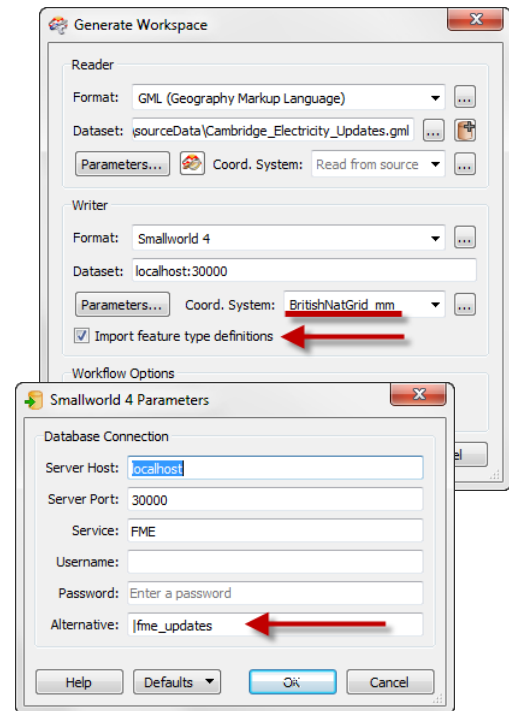 Generate Workspace
Reader
Format: GML (Geography Markup Language)
Dataset: \sourceData\Cambridge_Electricity_Updates.gml
Parameters... Coord. System: Read from source
Writer
Format: Smallworld 4
Dataset: localhost:30000
Parameters... Coord. System: BritishNatGrid_mm
Import feature type definitions
Workflow Options
Smallworld 4 Parameters
Database Connection
Server Host: localhost
Server Port: 30000
Service: FME
Username:
Password: Enter a password
Alternative: |fme_updates
Help Defaults OK Cancel